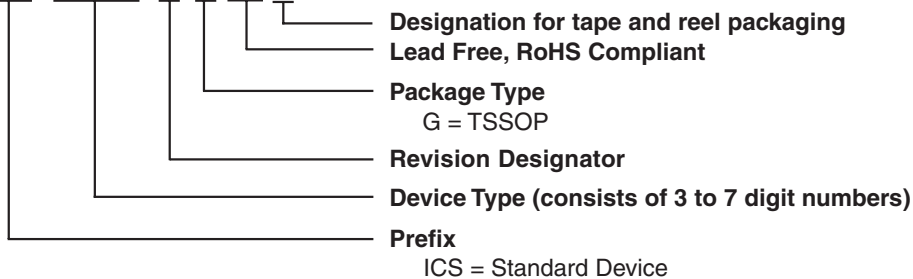 Designation for tape and reel packaging
Lead Free, RoHS Compliant
Package Type
G = TSSOP
Revision Designator
Device Type (consists of 3 to 7 digit numbers)
Prefix
ICS = Standard Device